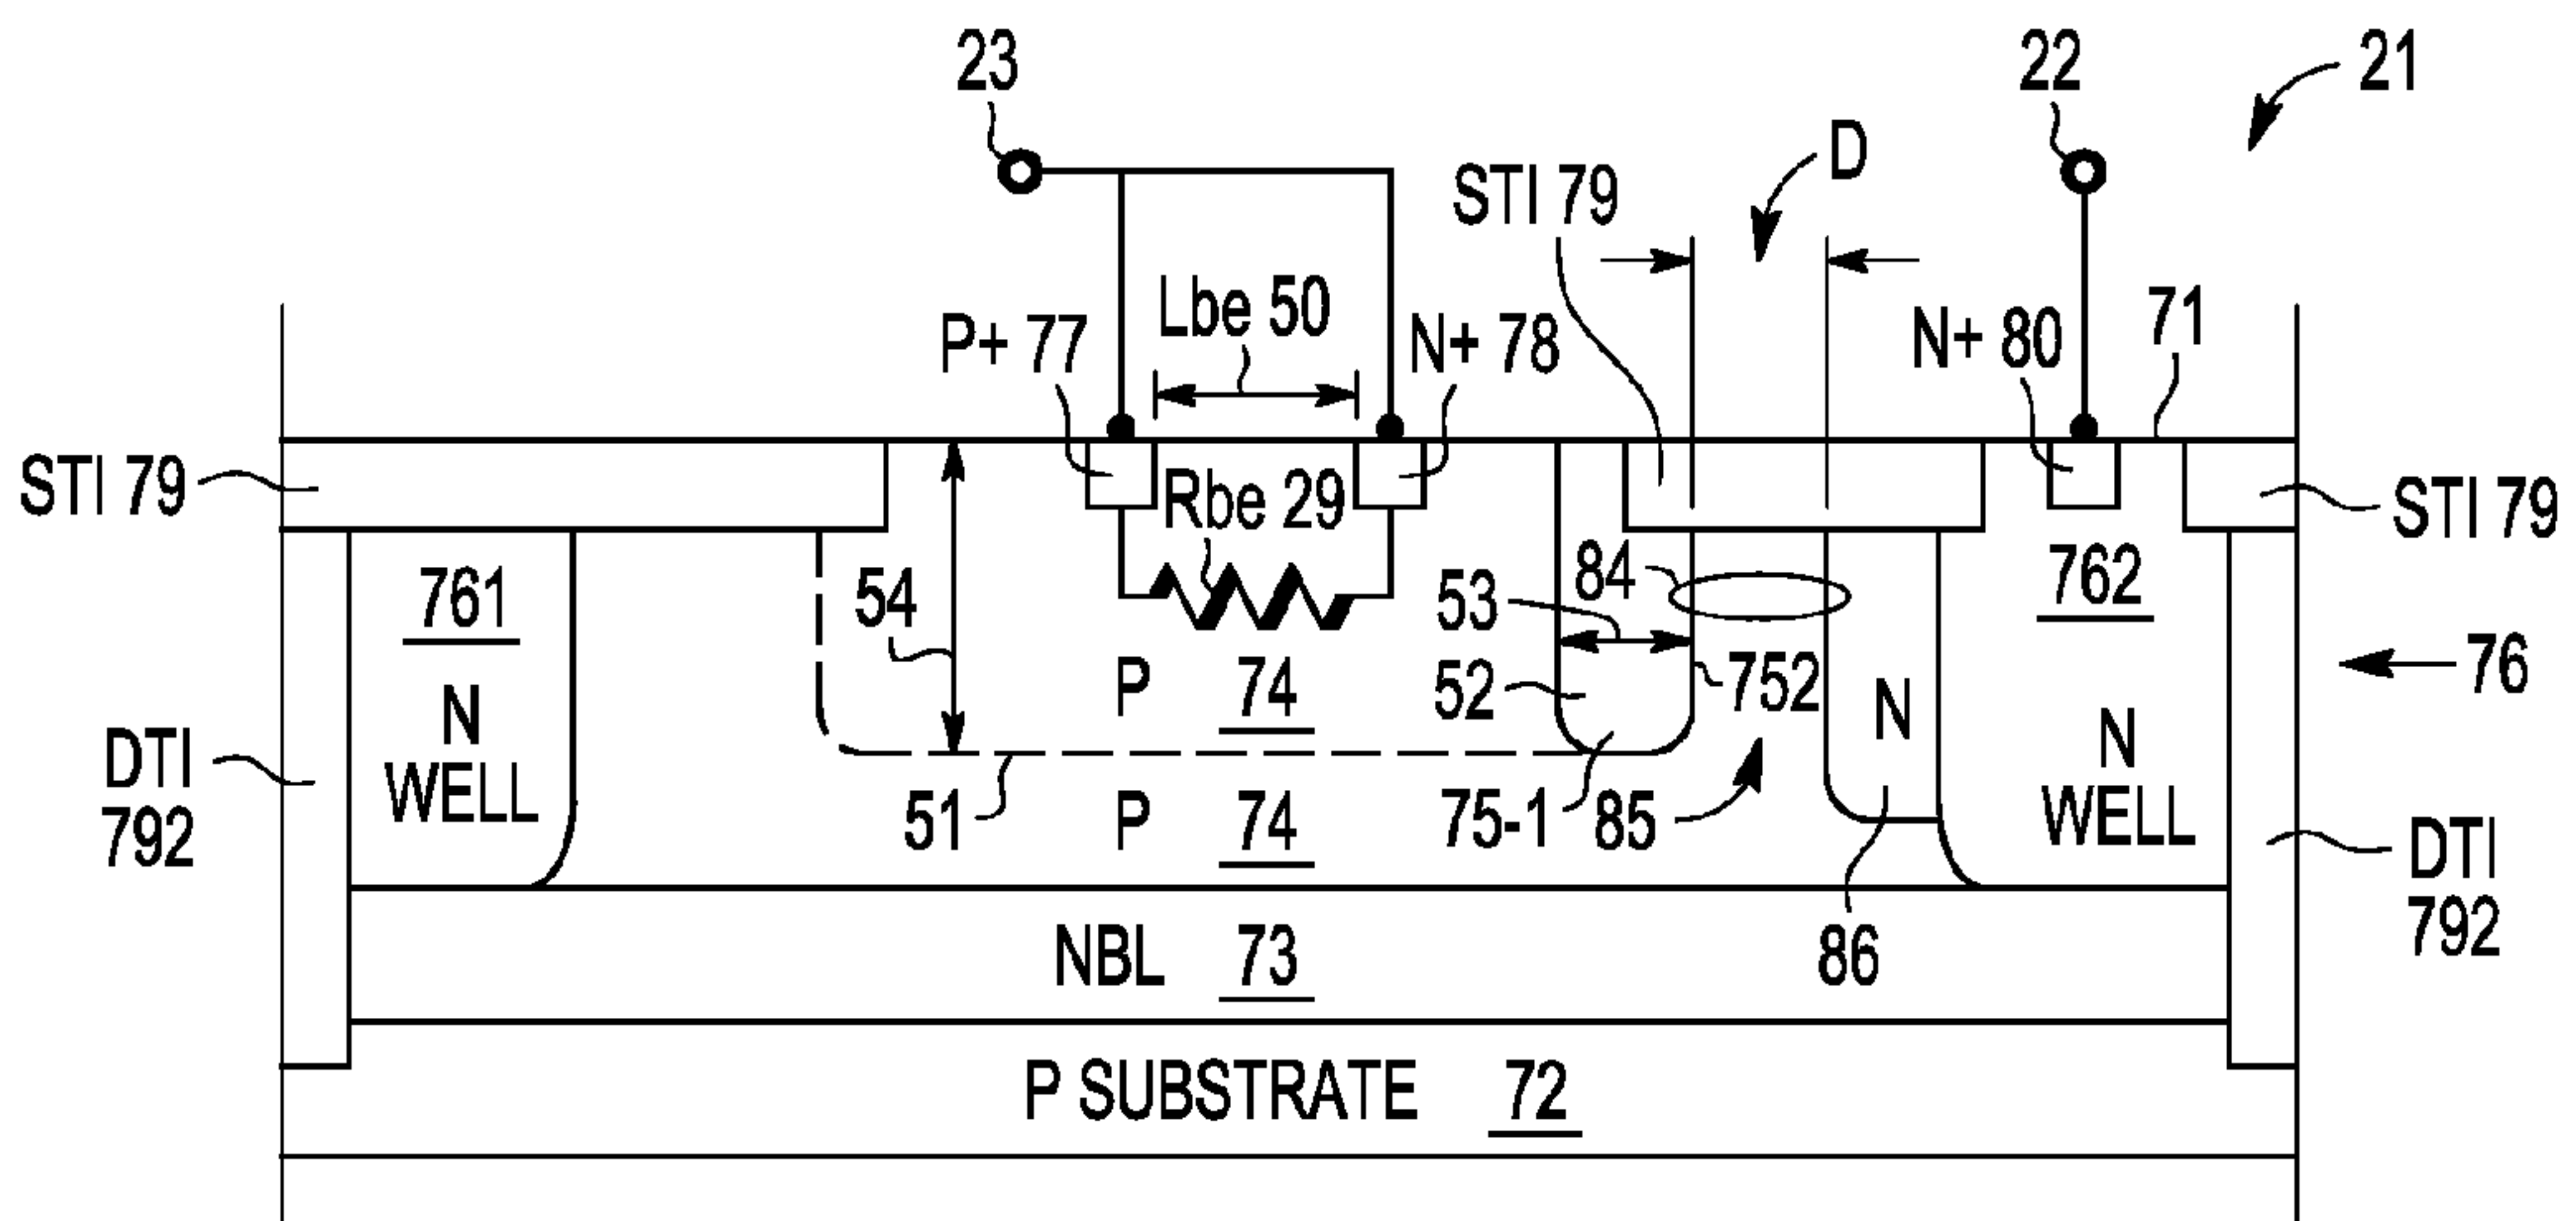 23
22
21
D
STI 79
Lbe 50
P+ 77
N+ 78
N+ 80
71
STI 79
Rbe 29
STI 79
761
54
53
84
762
P 74
52
752
76
N
WELL
N
N
WELL
DTI
792
51
P 74
75-1
85
DTI
792
NBL 73
86
P SUBSTRATE 72